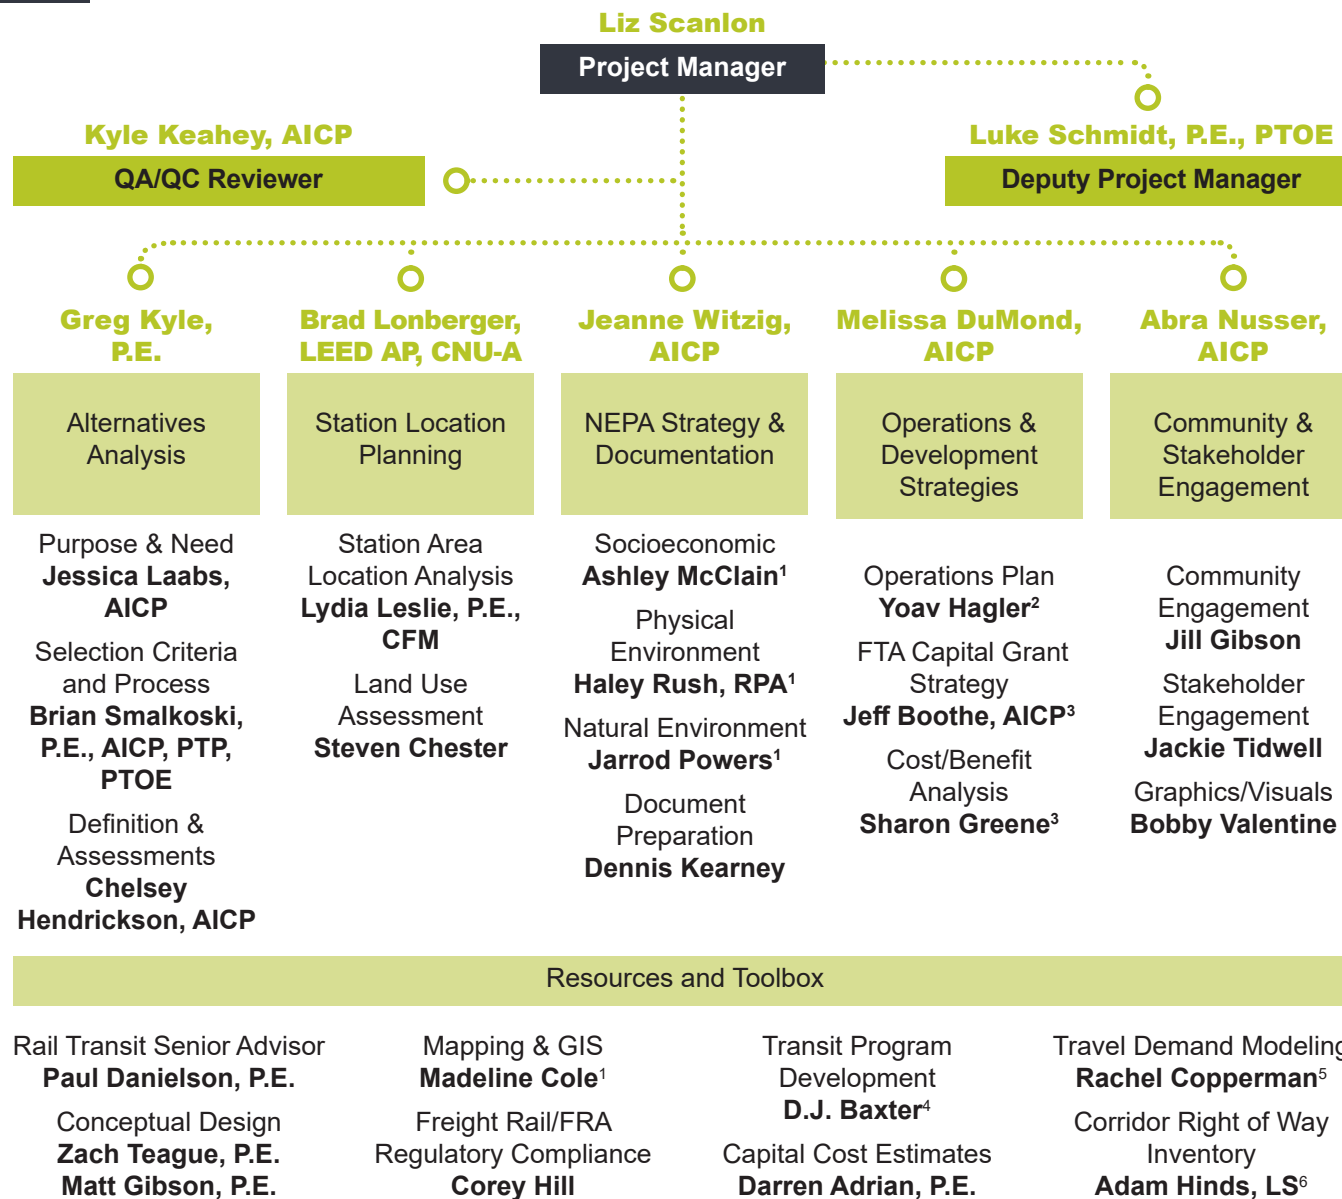 Liz Scanlon
Project Manager
Kyle Keahey, AICP
QA/QC Reviewer
Luke Schmidt, P.E., PTOE
Deputy Project Manager
Greg Kyle,
P.E.
Alternatives
Analysis
Purpose & Need
Jessica Laabs,
AICP
Selection Criteria
and Process
Brian Smalkoski,
P.E., AICP, PTP,
PTOE
Definition &
Assessments
Chelsey
Hendrickson, AICP
Brad Lonberger,
LEED AP, CNU-A
Station Location
Planning
Station Area
Location Analysis
Lydia Leslie, P.E.,
CFM
Land Use
Assessment
Steven Chester
Jeanne Witzig,
AICP
NEPA Strategy &
Documentation
Socioeconomic
Ashley McClain¹
Physical
Environment
Haley Rush, RPA¹
Natural Environment
Jarrod Powers¹
Document
Preparation
Dennis Kearney
Melissa DuMond,
AICP
Operations &
Development
Strategies
Operations Plan
Yoav Hagler²
FTA Capital Grant
Strategy
Jeff Boothe, AICP³
Cost/Benefit
Analysis
Sharon Greene³
Abra Nusser,
AICP
Community &
Stakeholder
Engagement
Community
Engagement
Jill Gibson
Stakeholder
Engagement
Jackie Tidwell
Graphics/Visuals
Bobby Valentine
Resources and Toolbox
Rail Transit Senior Advisor
Paul Danielson, P.E.
Conceptual Design
Zach Teague, P.E.
Matt Gibson, P.E.
Mapping & GIS
Madeline Cole¹
Freight Rail/FRA
Regulatory Compliance
Corey Hill
Transit Program
Development
D.J. Baxter⁴
Capital Cost Estimates
Darren Adrian, P.E.
Travel Demand Modeling
Rachel Copperman⁵
Corridor Right of Way
Inventory
Adam Hinds, LS⁶